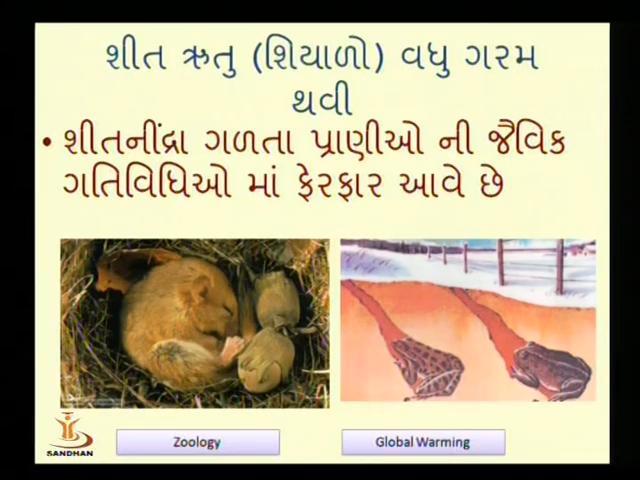 શીત ઋતુ (શિયાળો) વધુ ગરમ
થવી
• શીતનીંદ્રા ગળતા પ્રાણીઓ ની જૈવિક
ગતિવિધિઓ માં ફેરફાર આવે છે
SANDHAN
Zoology
Global Warming